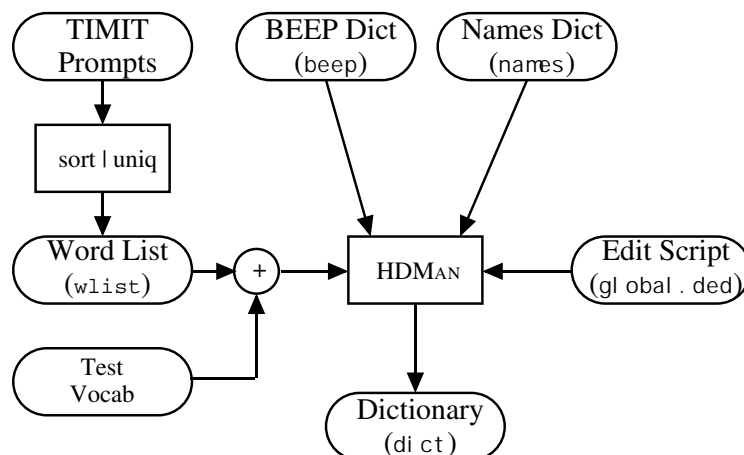 TIMIT
Prompts
BEEP Dict
(beep)
Names Dict
(names)
sort | uniq
Word List
(wlist)
+
HDMAN
Edit Script
(global.ded)
Test
Vocab
Dictionary
(dict)